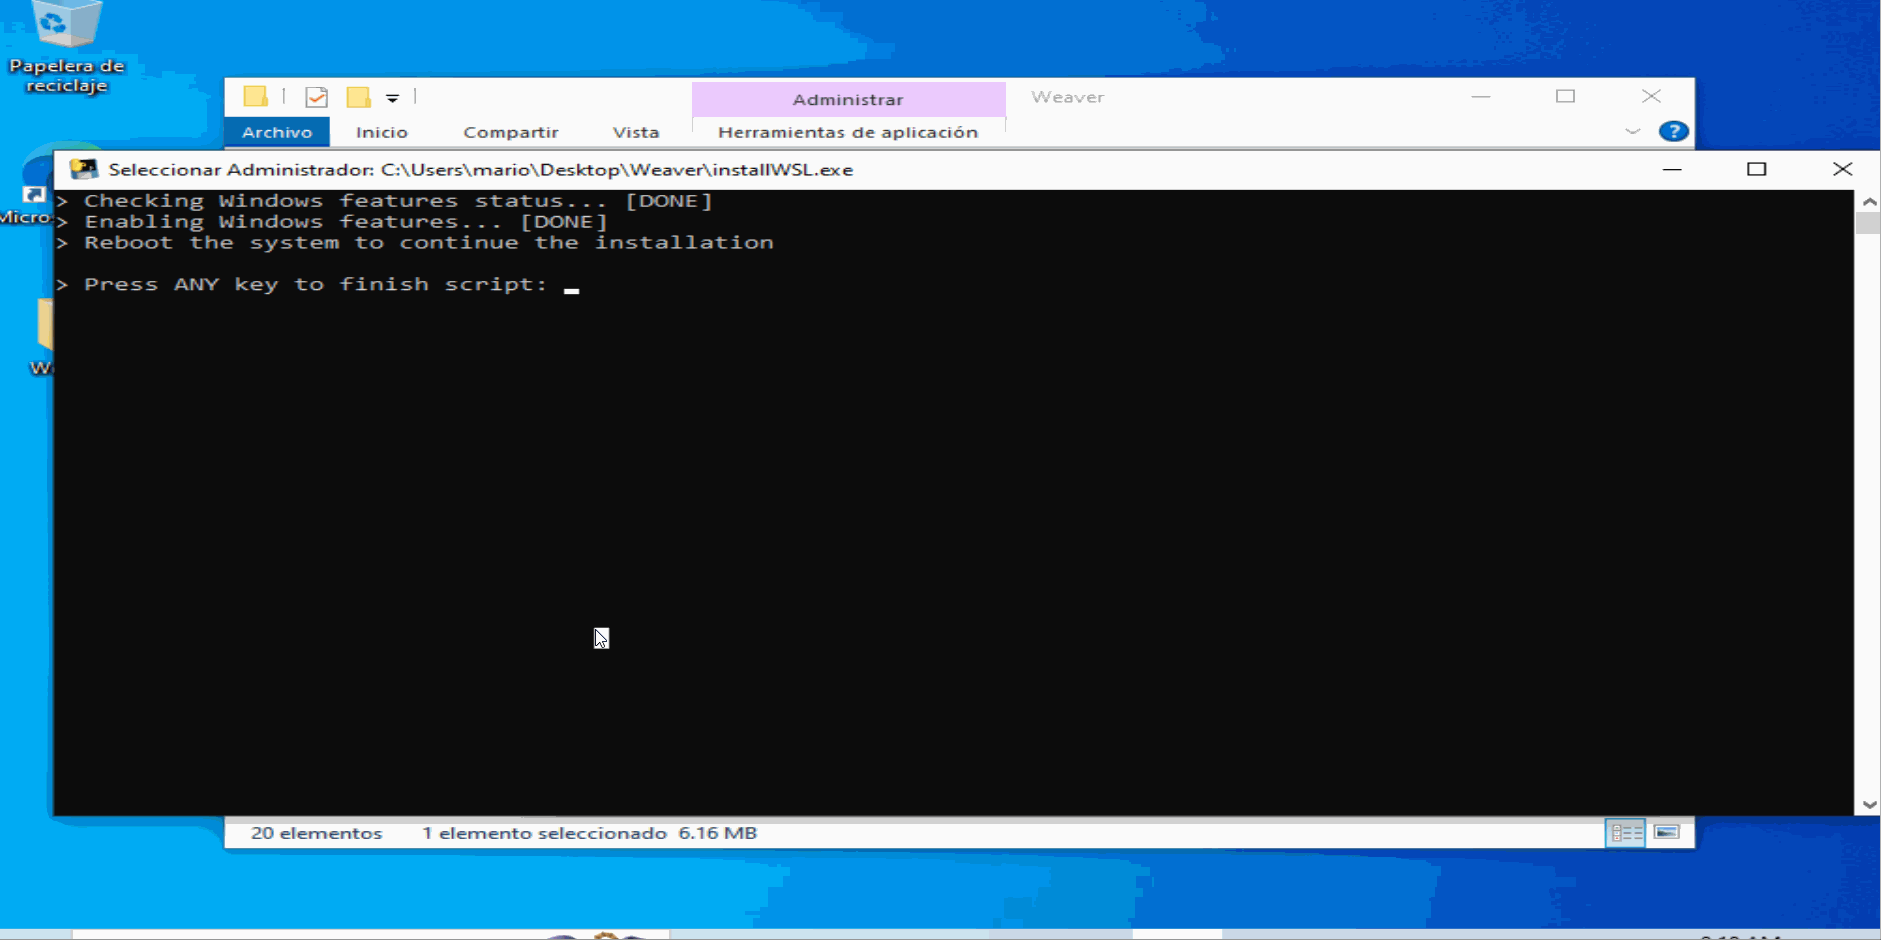 Papelera de
reciclaje
Administrar
Weaver
Archivo
Inicio
Compartir
Vista
Herramientas de aplicación
?
Seleccionar Administrador: C:\Users\mario\Desktop\Weaver\installWSL.exe
> Checking Windows features status... [DONE]
> Enabling Windows features... [DONE]
> Reboot the system to continue the installation
> Press ANY key to finish script:
Micro
W
20 elementos
1 elemento seleccionado 6.16 MB